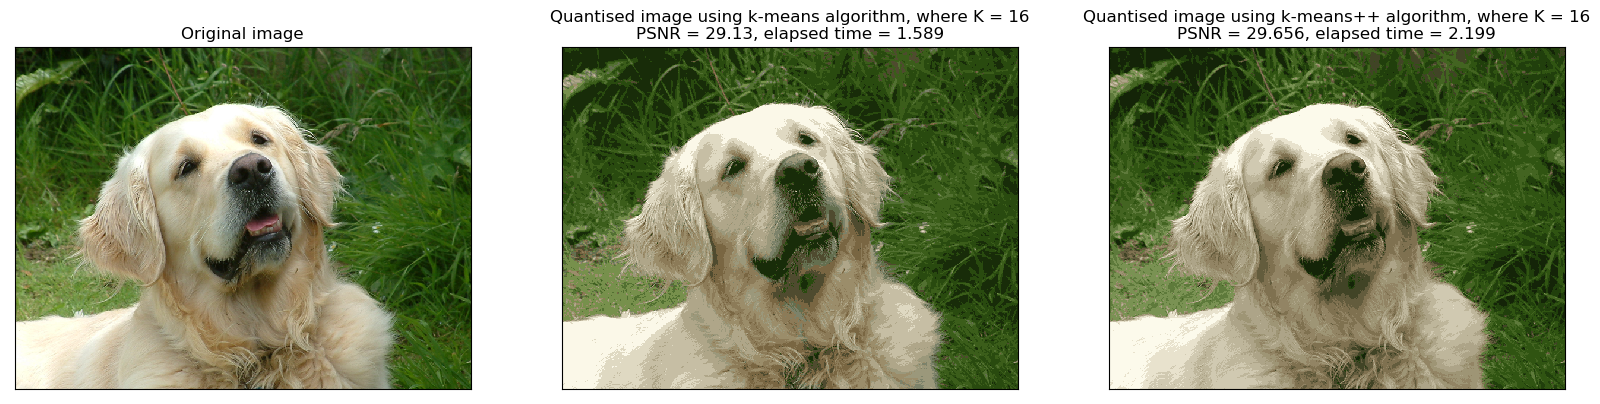 Original image
Quantised image using k-means algorithm, where K = 16
PSNR = 29.13, elapsed time = 1.589
Quantised image using k-means++ algorithm, where K = 16
PSNR = 29.656, elapsed time = 2.199